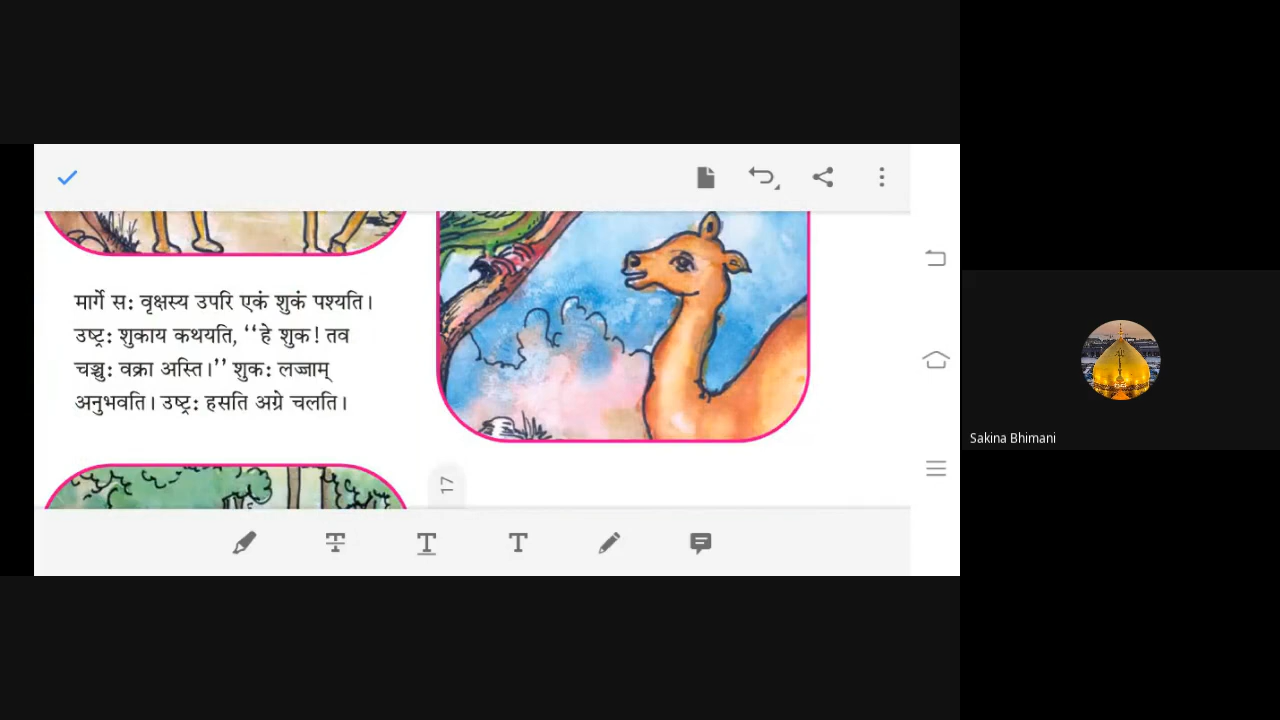 मार्गे स: वृक्षस्य उपरि एकं शुकं पश्यति।
उष्ट्र: शुकाय कथयति, ‘‘हे शुक! तव
चञ्चु: वक्रा अस्ति।’’ शुक: लज्जाम्
अनुभवति। उष्ट्र: हसति अग्रे चलति।
17
Sakina Bhimani